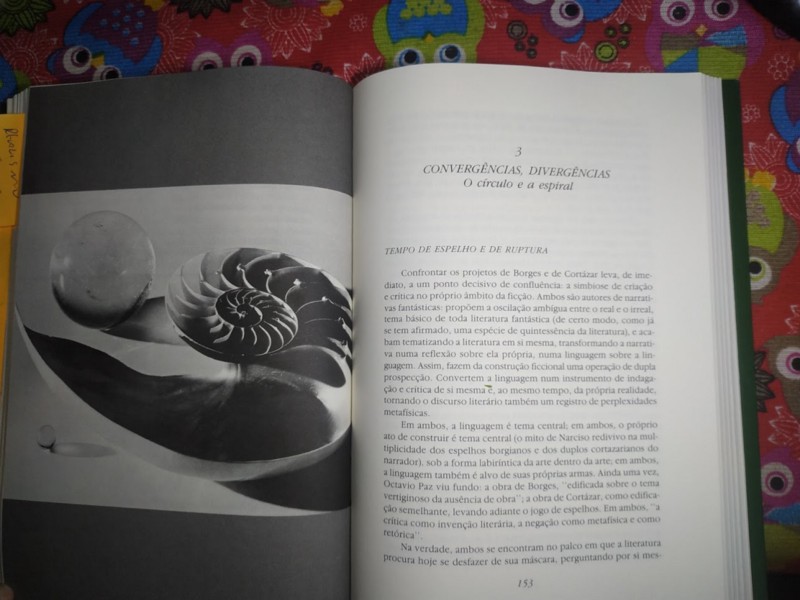 3
CONVERGÊNCIAS, DIVERGÊNCIAS
O círculo e a espiral
TEMPO DE ESPELHO E DE RUPTURA
Confrontar os projetos de Borges e de Cortázar leva, de ime-
diato, a um ponto decisivo de confluência: a simbiose de criação
e crítica no próprio âmbito da ficção. Ambos são autores de narrati-
vas fantásticas: propõem a oscilação ambígua entre o real e o irreal,
tema básico de toda literatura fantástica (de certo modo, como já
se tem afirmado, uma espécie de quintessência da literatura), e aca-
bam tematizando a literatura em si mesma, transformando a narrati-
va numa reflexão sobre ela própria, numa linguagem sobre a lin-
guagem. Assim, fazem da construção ficcional uma operação de dupla
prospecção. Convertem a linguagem num instrumento de indaga-
ção e crítica de si mesma e, ao mesmo tempo, da própria realidade,
tornando o discurso literário também um registro de perplexidades
metafísicas.
Em ambos, a linguagem é tema central; em ambos, o próprio
ato de construir é tema central (o mito de Narciso redivivo na mul-
tiplicidade dos espelhos borgianos e dos duplos cortazarianos do
narrador), sob a forma labiríntica da arte dentro da arte; em ambos,
a linguagem também é alvo de suas próprias armas. Ainda uma vez,
Octavio Paz viu fundo: a obra de Borges, "edificada sobre o tema
vertiginoso da ausência de obra"; a obra de Cortázar, como edifica-
ção semelhante, levando adiante o jogo de espelhos. Em ambos, "a
crítica como invenção literária, a negação como metafísica e como
retórica".
Na verdade, ambos se encontram no palco em que a literatura
procura hoje se desfazer de sua máscara, perguntando por si mes-
153